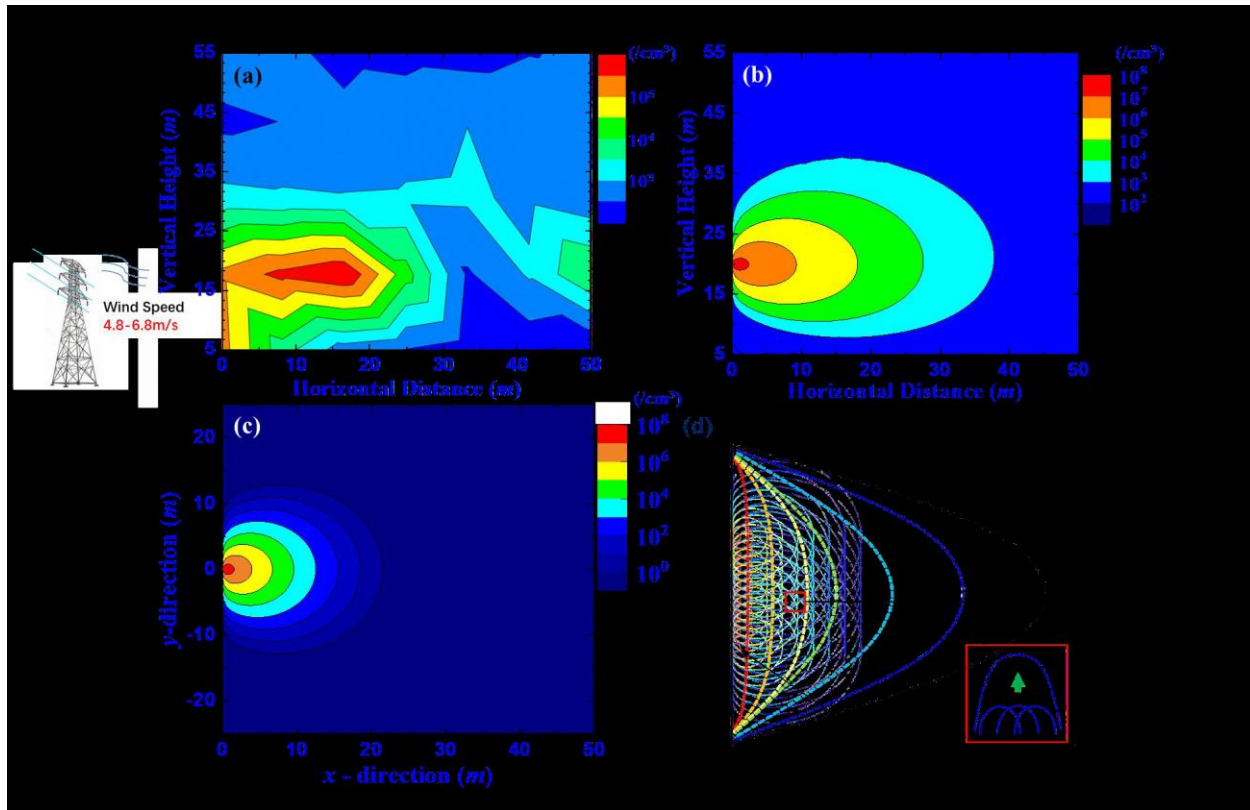 (/cm³)
(/cm³)
(a)
(b)
55
45
35
25
15
5
Vertical Height (m)
10⁵
10⁴
10³
55
45
35
25
15
5
Vertical Height (m)
10⁸
10⁷
10⁶
10⁵
10⁴
10³
10²
Wind Speed
4.8-6.8m/s
0 10 20 30 40 50
Horizontal Distance (m)
0 10 20 30 40 50
Horizontal Distance (m)
(/cm³)
(c)
(d)
20
10
0
-10
-20
y-direction (m)
10⁸
10⁶
10⁴
10²
10⁰
0 10 20 30 40 50
x - direction (m)